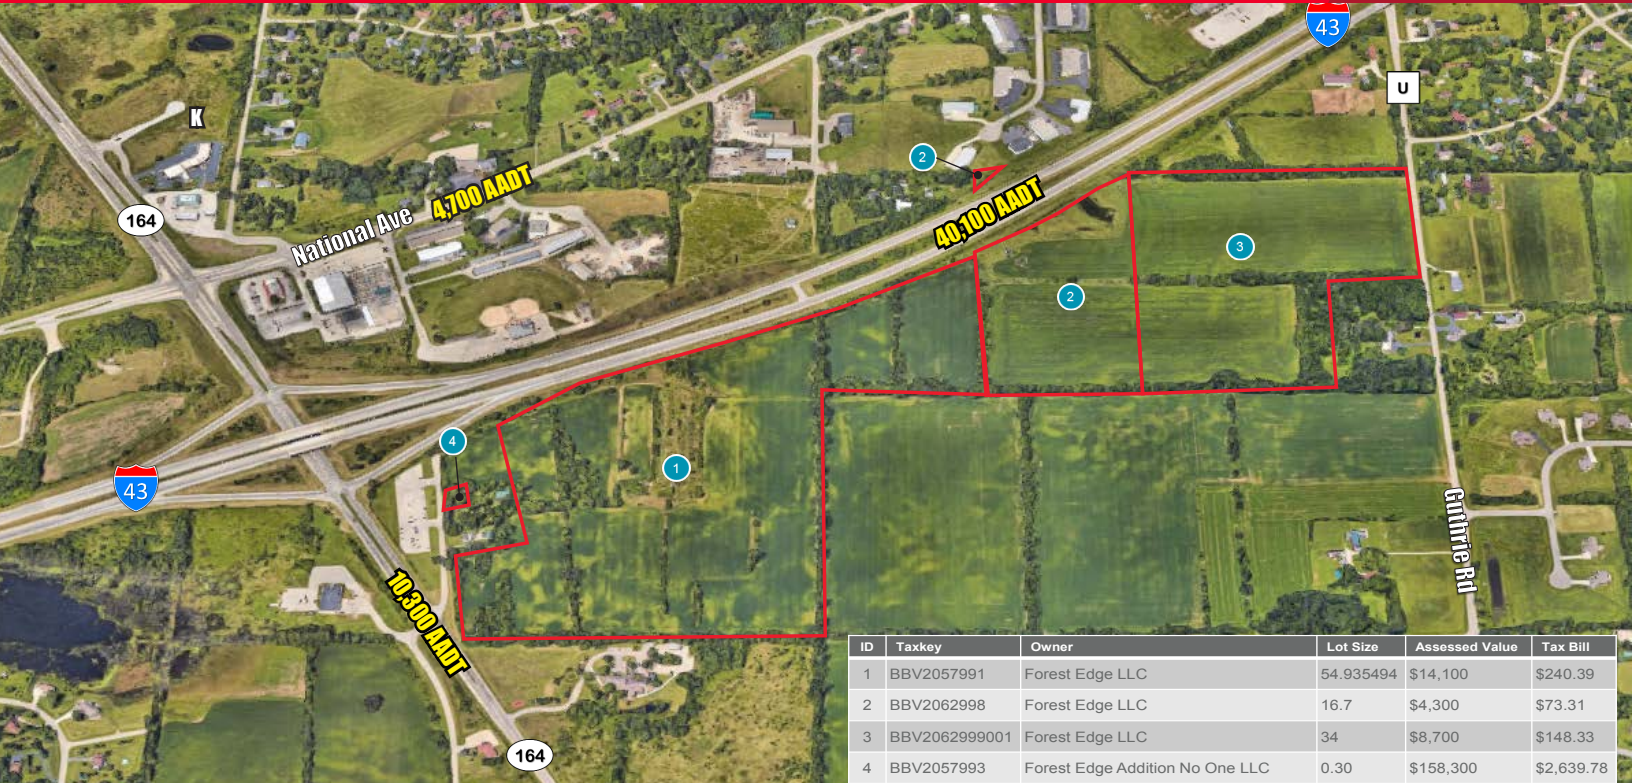 43
U
K
2
4,700 AADT
164
National Ave
40,100 AADT
3
2
4
1
43
Guthrie Rd
10,300 AADT
164
ID Taxkey Owner Lot Size Assessed Value Tax Bill
1 BBV2057991 Forest Edge LLC 54.935494 $14,100 $240.39
2 BBV2062998 Forest Edge LLC 16.7 $4,300 $73.31
3 BBV2062999001 Forest Edge LLC 34 $8,700 $148.33
4 BBV2057993 Forest Edge Addition No One LLC 0.30 $158,300 $2,639.78